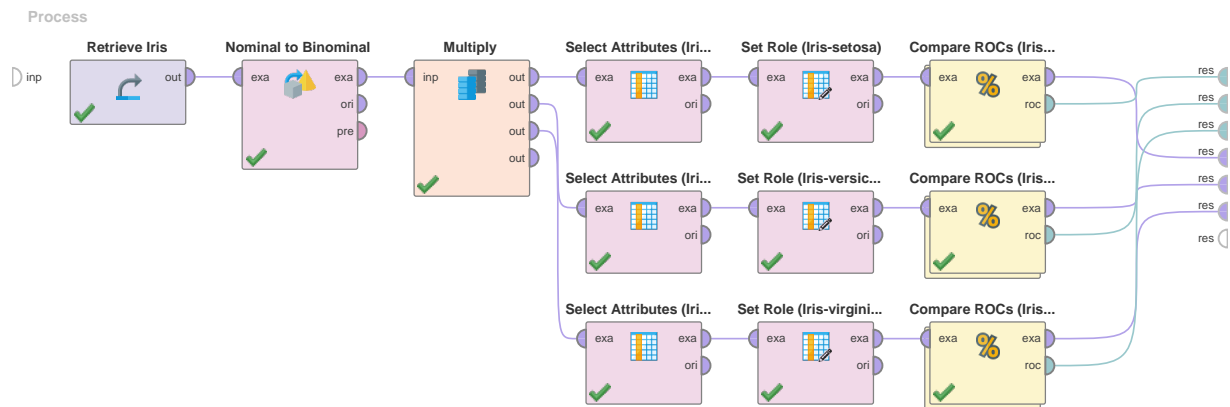 Process
Retrieve Iris
Nominal to Binominal
Multiply
Select Attributes (Iri...
Set Role (Iris-setosa)
Compare ROCs (Iris...
inp
out
exa
exa
ori
pre
inp
out
out
out
out
exa
exa
ori
exa
exa
ori
exa
exa
roc
%
res
res
res
res
res
res
res
Select Attributes (Iri...
Set Role (Iris-versic...
Compare ROCs (Iris...
exa
exa
ori
exa
exa
ori
exa
exa
roc
%
Select Attributes (Iri...
Set Role (Iris-virgini...
Compare ROCs (Iris...
exa
exa
ori
exa
exa
ori
exa
exa
roc
%